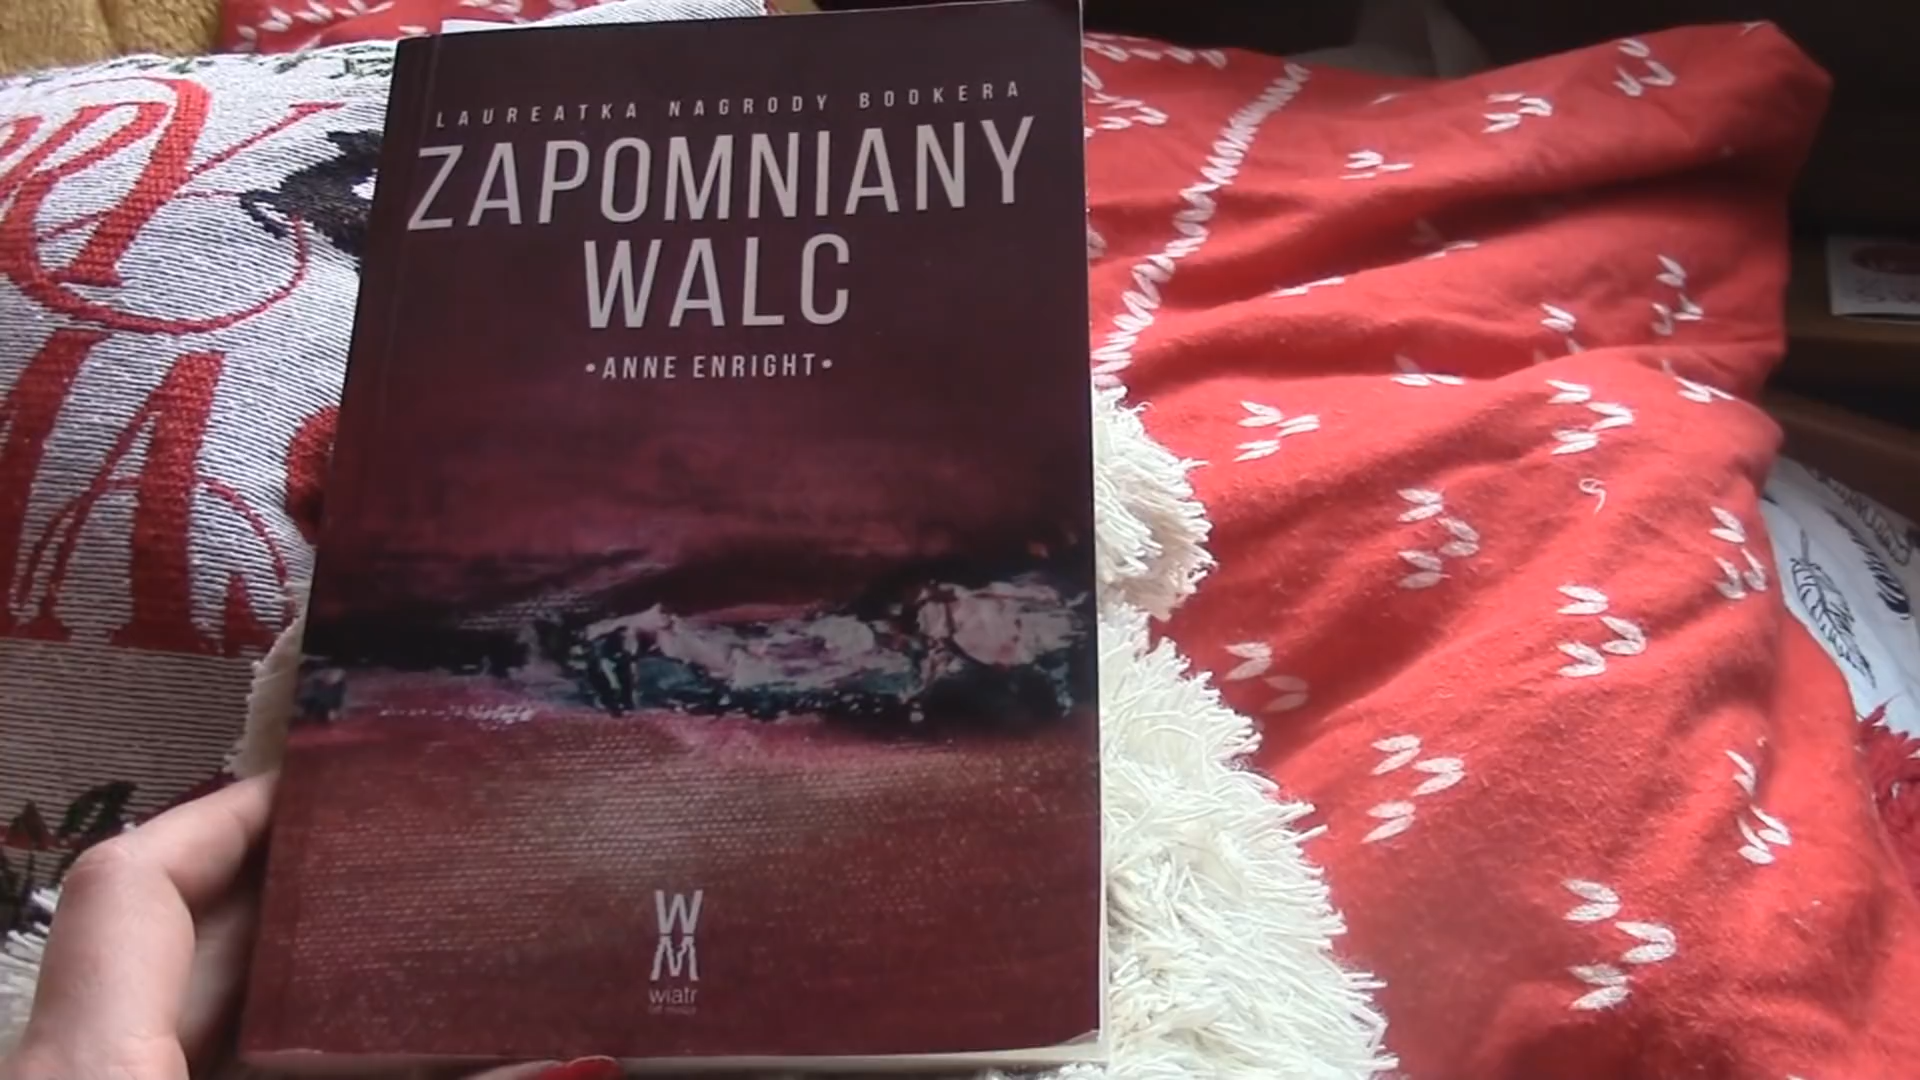 LAUREATKA NAGRODY BOOKERA
ZAPOMNIANY
WALC
•ANNE ENRIGHT•
WM
wiatr